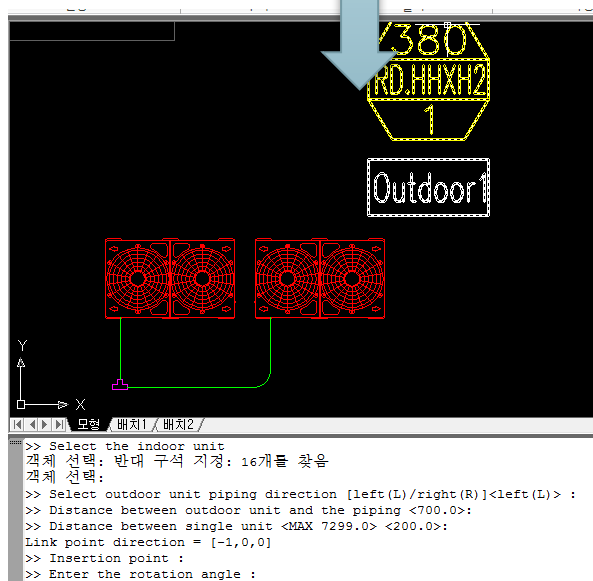 380
RD.HHXH2
1
Outdoor1
Y
X
모형 배치1 배치2
>> Select the indoor unit
객체 선택: 반대 구석 지정: 16개를 찾음
객체 선택:
>> Select outdoor unit piping direction [left(L)/right(R)]<left(L)> :
>> Distance between outdoor unit and the piping <700.0>:
>> Distance between single unit <MAX 7299.0> <200.0>:
Link point direction = [-1,0,0]
>> Insertion point :
>> Enter the rotation angle :